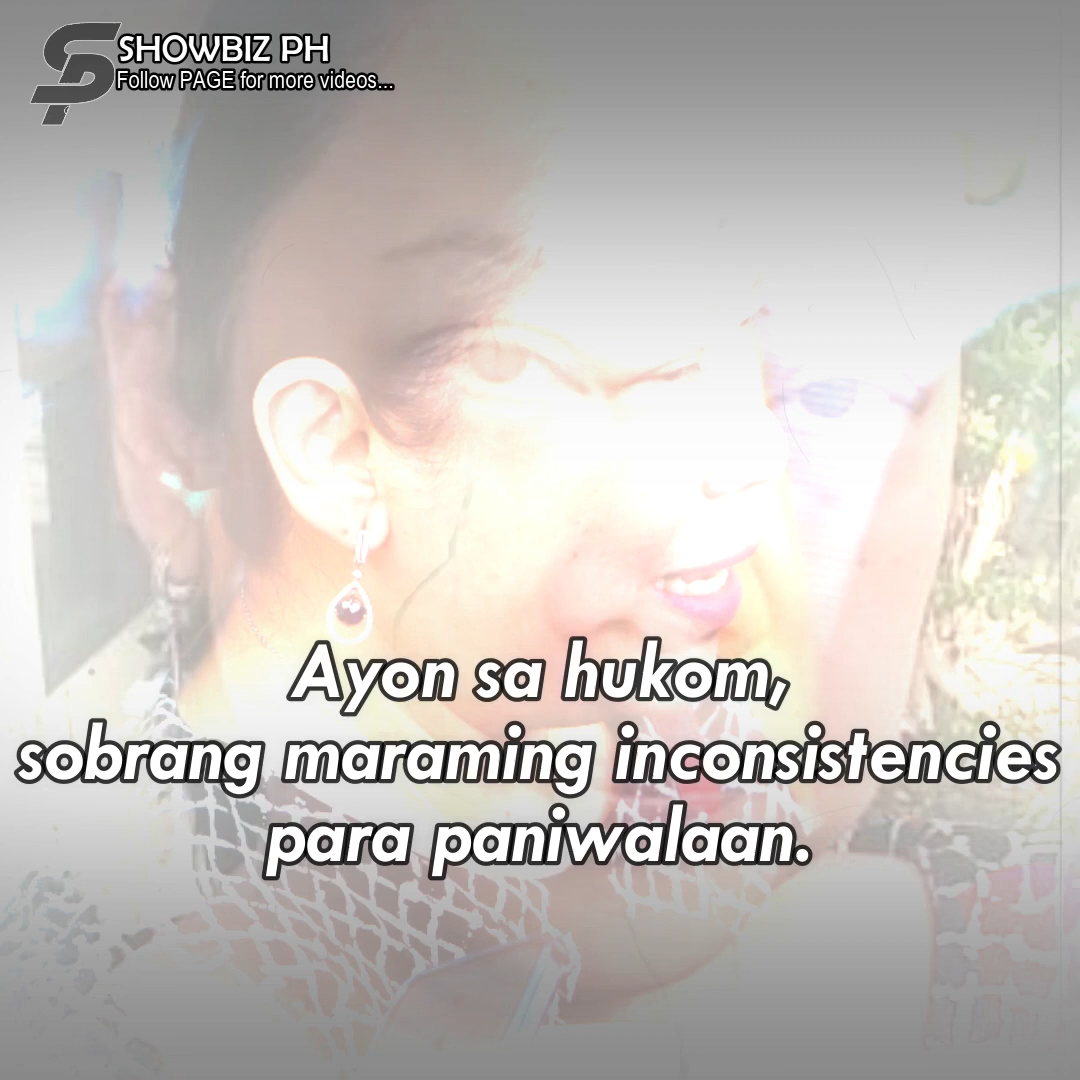 SHOWBIZ PH
Follow PAGE for more videos...
Ayon sa hukom,
sobrang maraming inconsistencies
para paniwalaan.